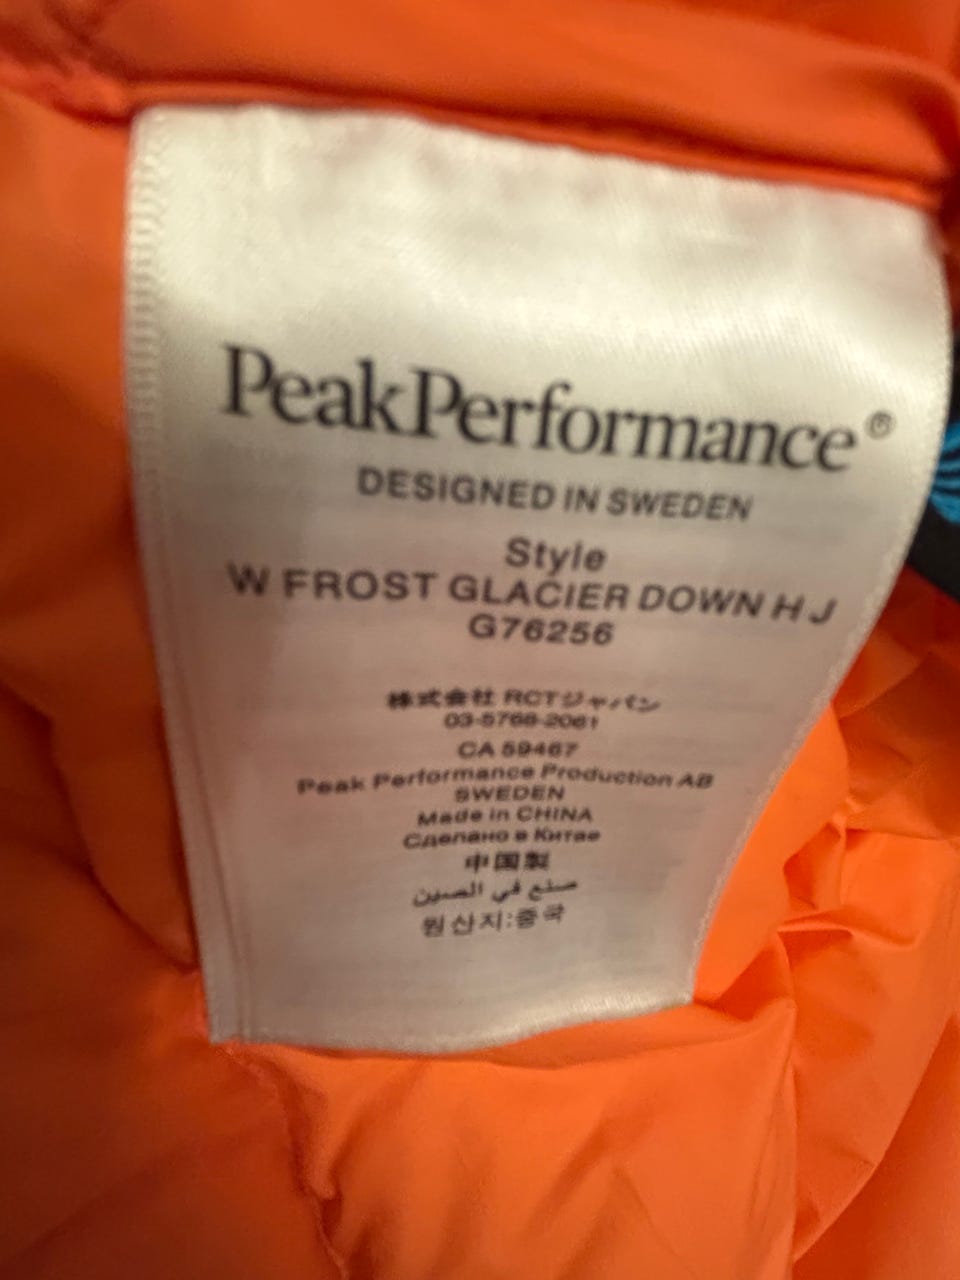 PeakPerformance®
DESIGNED IN SWEDEN
Style
W FROST GLACIER DOWN H J
G76256
株式会社 RCTジャパン
03-5768-2061
CA 59467
Peak Performance Production AB
SWEDEN
Made in CHINA
Сделано в Китае
中国製
صنع في الصين
원산지:중국